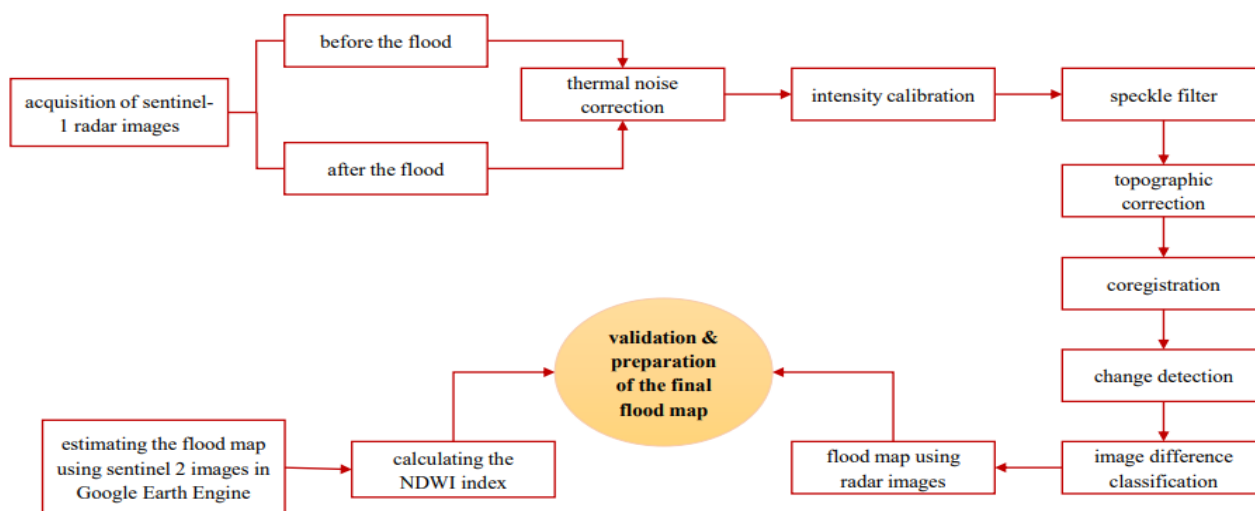 before the flood
acquisition of sentinel-
1 radar images
after the flood
thermal noise
correction
intensity calibration
speckle filter
topographic
correction
coregistration
change detection
image difference
classification
flood map using
radar images
validation &
preparation
of the final
flood map
estimating the flood map
using sentinel 2 images in
Google Earth Engine
calculating the
NDWI index